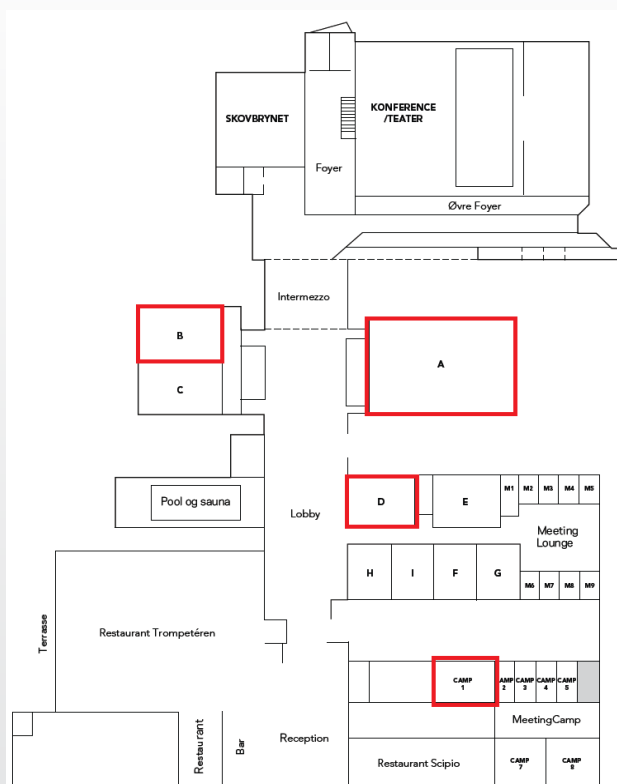 SKOVBRYNET
KONFERENCE
/TEATER
Foyer
Øvre Foyer
Intermezzo
B
A
C
D
E
M1
M2
M3
M4
M5
Pool og sauna
Lobby
Meeting
Lounge
H
I
F
G
M6
M7
M8
M9
Terrasse
Restaurant Trompetéren
CAMP
1
CAMP
2
CAMP
3
CAMP
4
CAMP
5
MeetingCamp
Restaurant
Bar
Reception
Restaurant Scipio
CAMP
7
CAMP
8